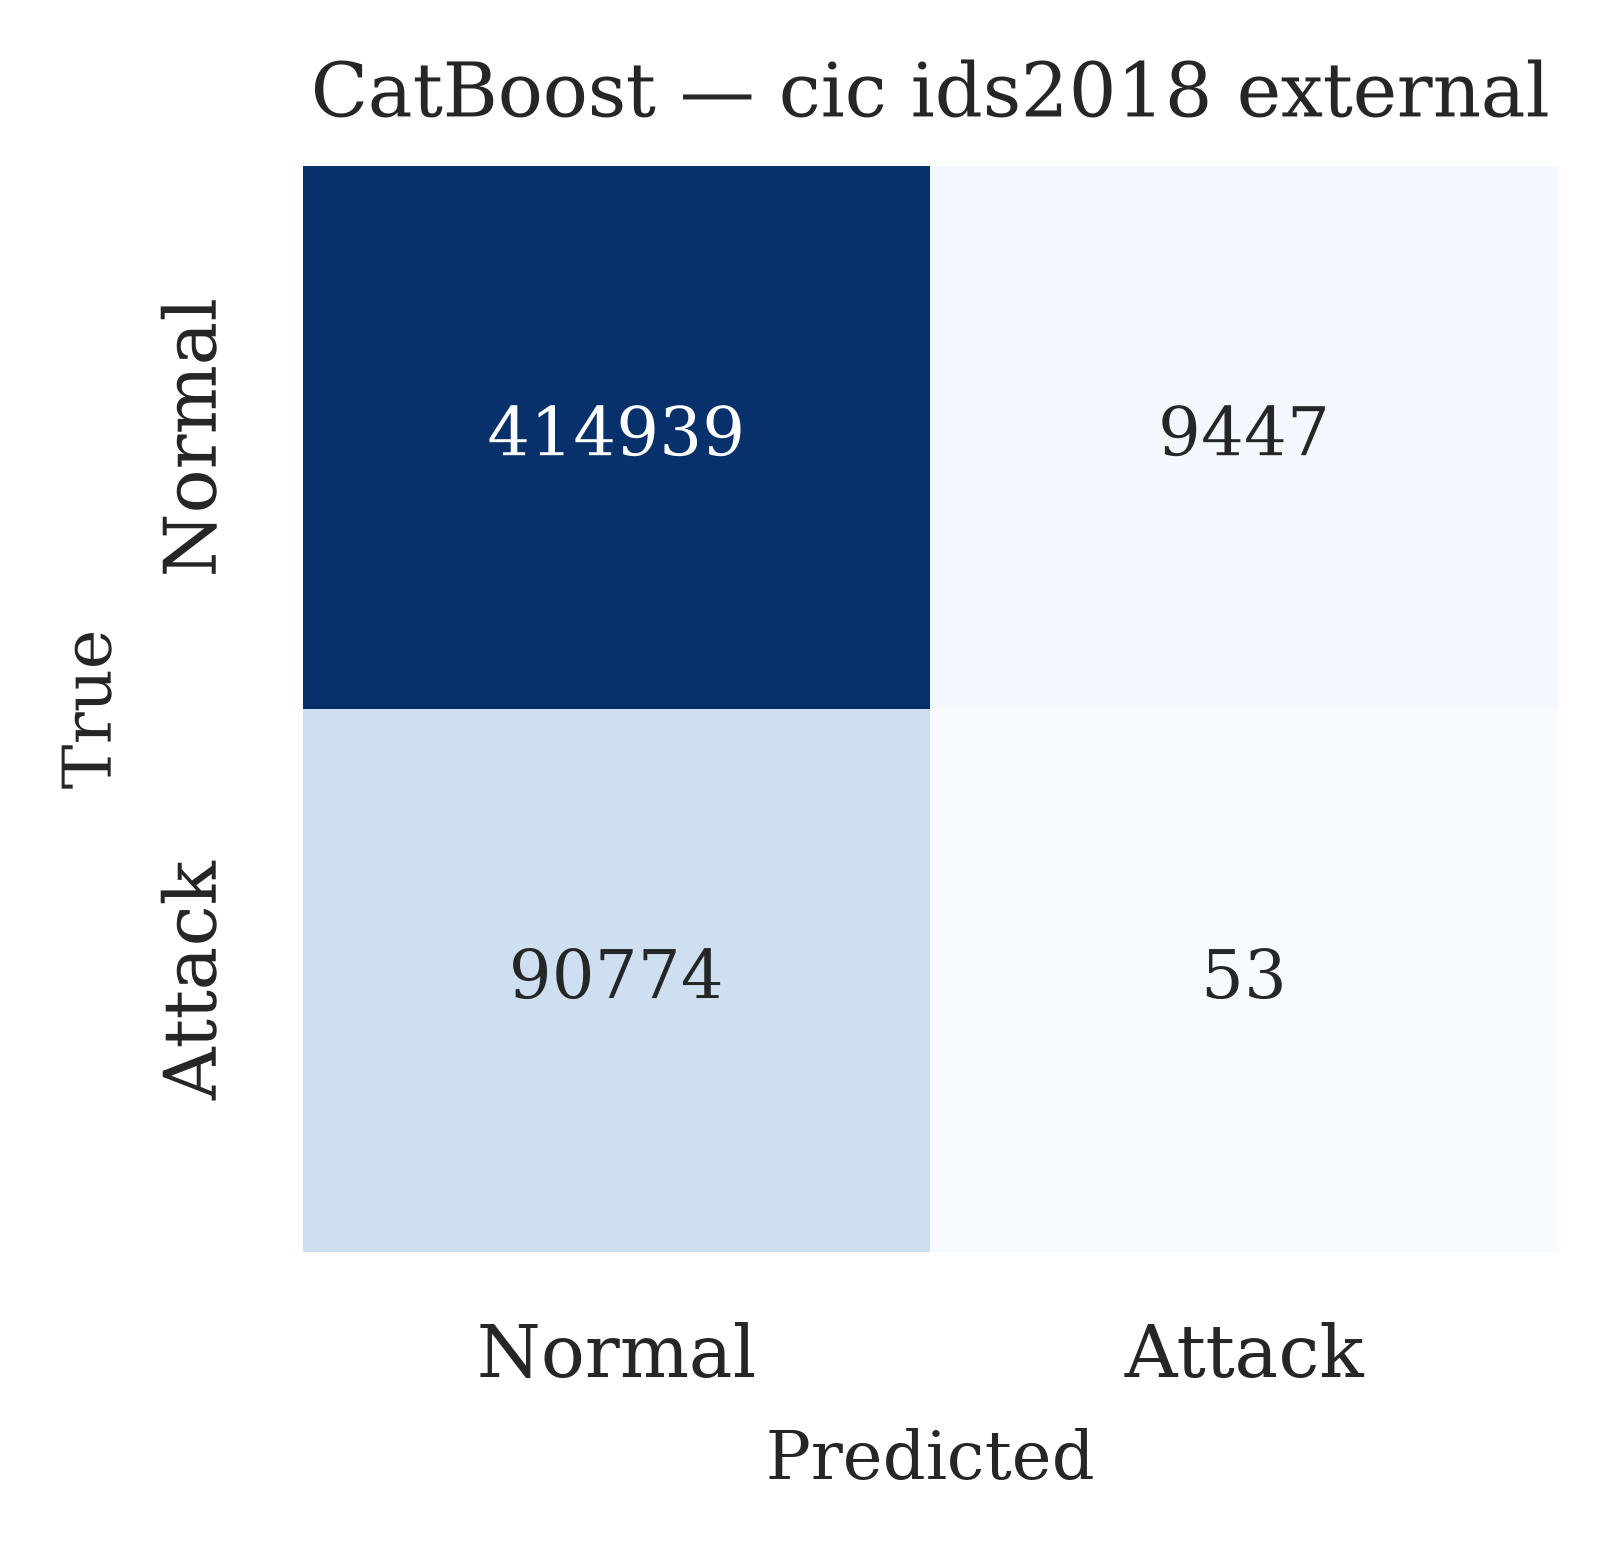 CatBoost — cic ids2018 external
True
Normal
414939 9447
Attack
90774 53
Normal Attack
Predicted